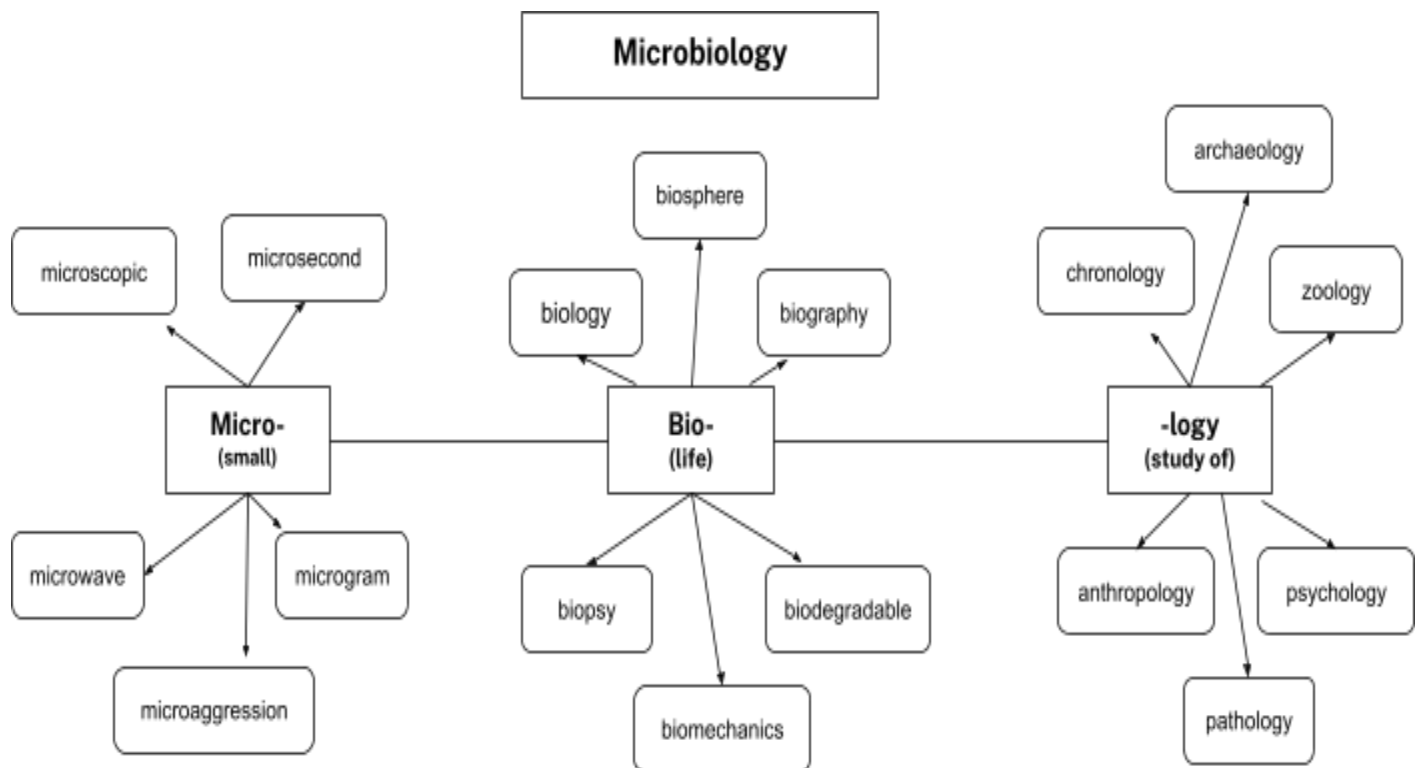 Microbiology
microscopic
microsecond
Micro-
(small)
microwave
microgram
microaggression
biosphere
biology
biography
Bio-
(life)
biopsy
biodegradable
biomechanics
archaeology
chronology
zoology
-logy
(study of)
anthropology
psychology
pathology